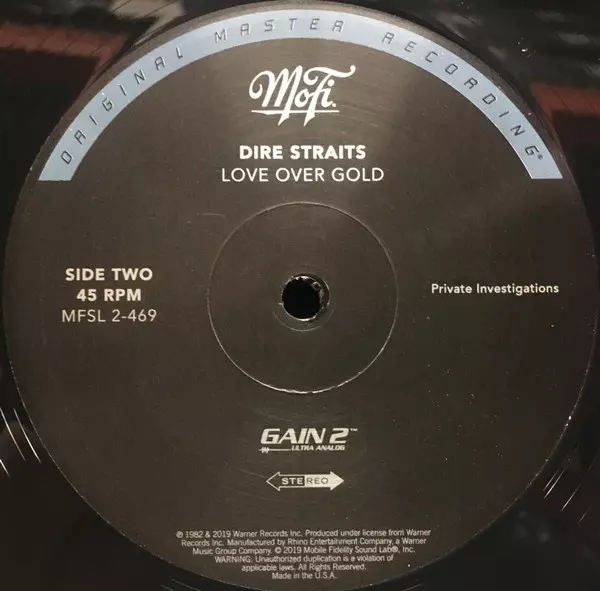 ORIGINAL MASTER RECORDING®
MoFi.
DIRE STRAITS
LOVE OVER GOLD
SIDE TWO
45 RPM
MFSL 2-469
Private Investigations
GAIN 2™
ULTRA ANALOG
STEREO
℗ 1982 & 2019 Warner Records Inc. Produced under license from Warner
Records Inc. Manufactured by Rhino Entertainment Company, a Warner
Music Group Company. © 2019 Mobile Fidelity Sound Lab®, Inc.
WARNING: Unauthorized duplication is a violation of
applicable laws. All Rights Reserved.
Made in the U.S.A.